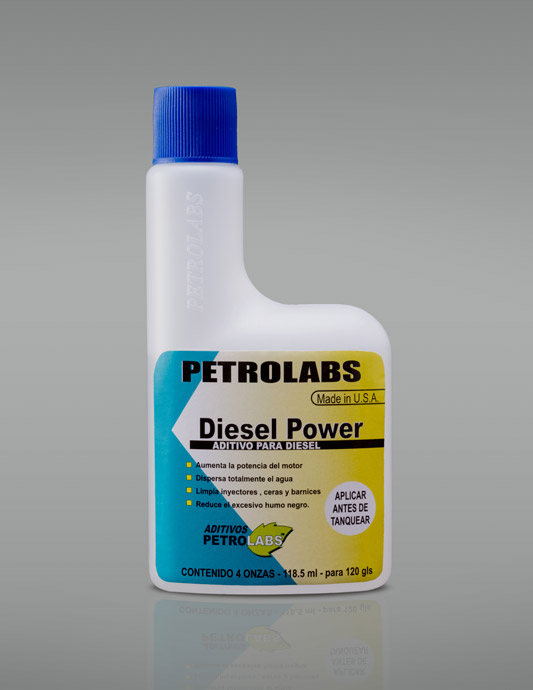 PETROLABS
PETROLABS
Made in U.S.A.
Diesel Power
ADITIVO PARA DIESEL
Aumenta la potencia del motor
Dispersa totalmente el agua
Limpia inyectores , ceras y barnices
Reduce el excesivo humo negro.
APLICAR
ANTES DE
TANQUEAR
ADITIVOS
PETROLABS
CONTENIDO 4 ONZAS - 118.5 ml - para 120 gls